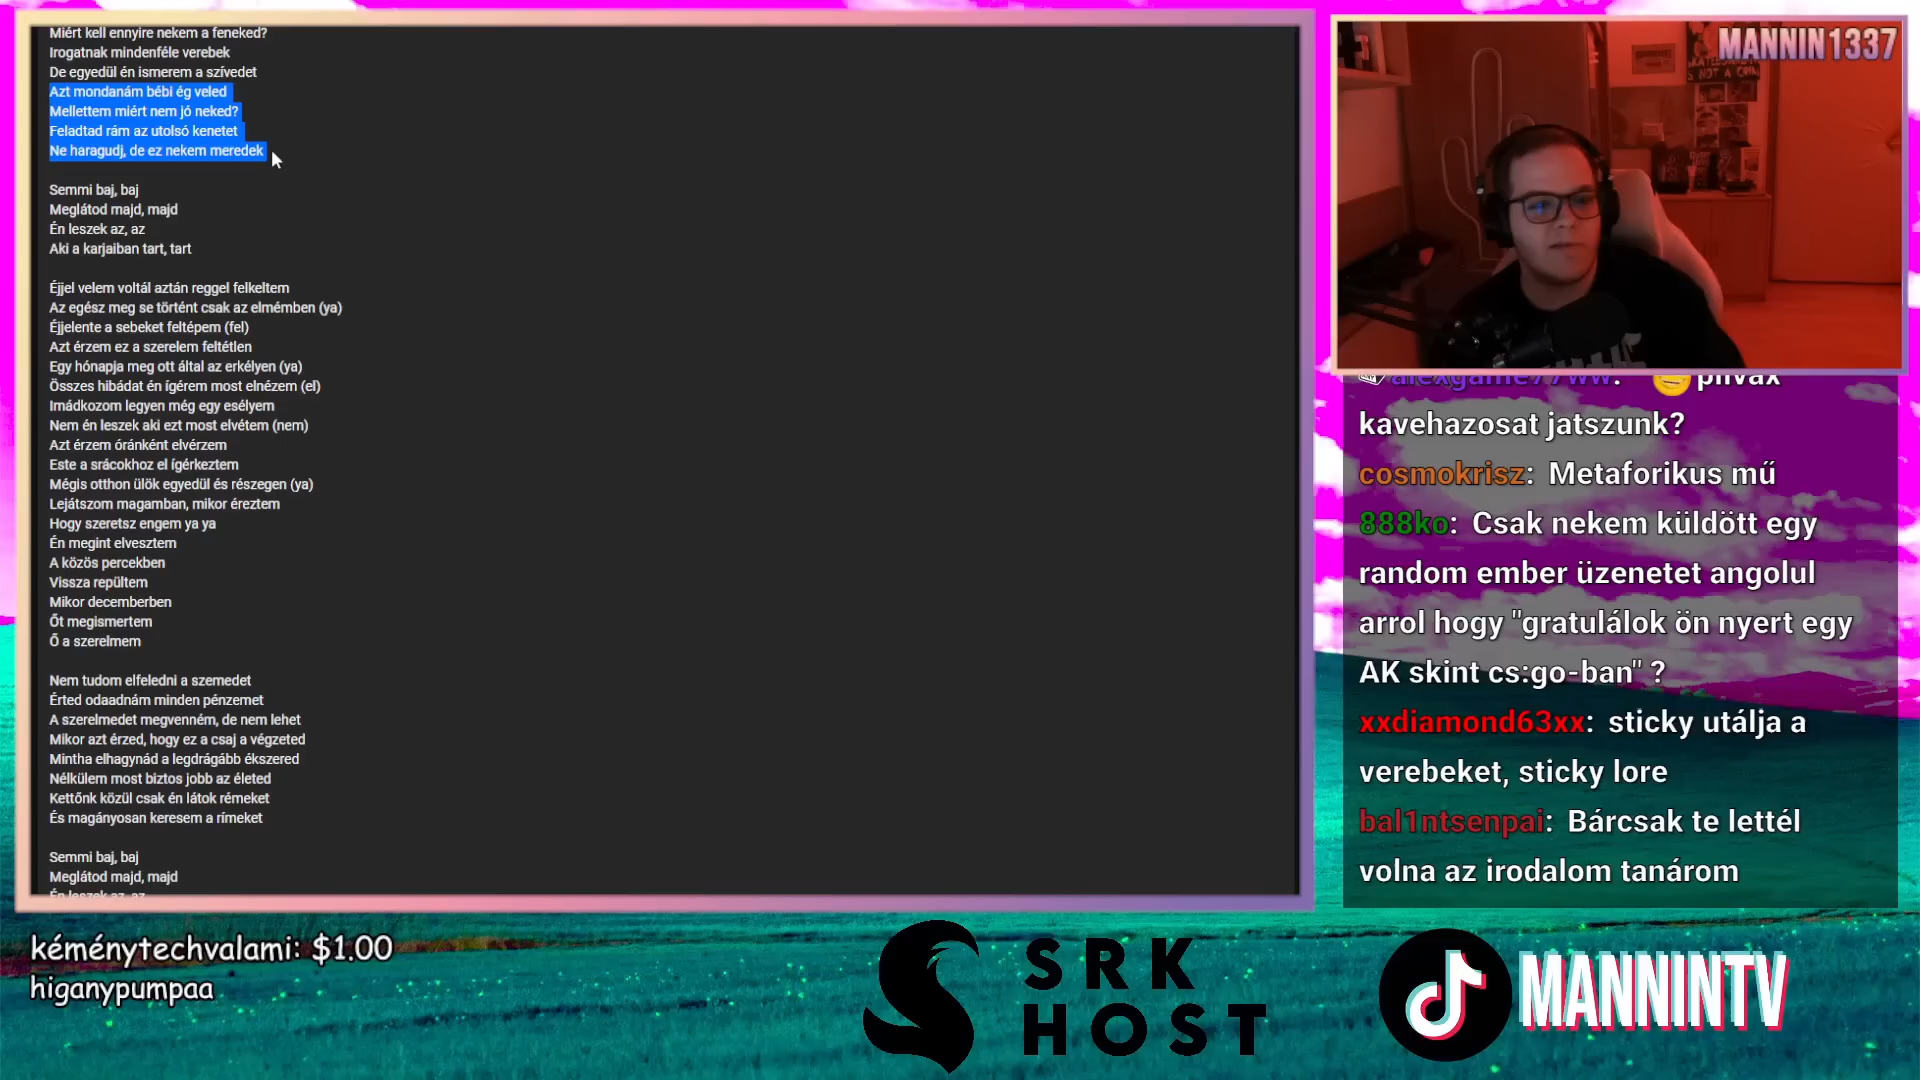 Miért kell ennyire nekem a feneked?
Irogatnak mindenféle verebek
De egyedül én ismerem a szívedet
Azt mondanám bébi ég veled
Mellettem miért nem jó neked?
Feladtad rám az utolsó kenetet
Ne haragudj, de ez nekem meredek
Semmi baj, baj
Meglátod majd, majd
Én leszek az, az
Aki a karjaiban tart, tart
Éjjel velem voltál aztán reggel felkeltem
Az egész meg se történt csak az elmémben (ya)
Éjjelente a sebeket feltépem (fel)
Azt érzem ez a szerelem feltétlen
Egy hónapja meg ott által az erkélyen (ya)
Összes hibádat én ígérem most elnézem (el)
Imádkozom legyen még egy esélyem
Nem én leszek aki ezt most elvétem (nem)
Azt érzem óránként elvérzem
Este a srácokhoz el ígérkeztem
Mégis otthon ülök egyedül és részegen (ya)
Lejátszom magamban, mikor éreztem
Hogy szeretsz engem ya ya
Én megint elvesztem
A közös percekben
Vissza repültem
Mikor decemberben
Őt megismertem
Ő a szerelmem
Nem tudom elfeledni a szemedet
Érted odaadnám minden pénzemet
A szerelmedet megvenném, de nem lehet
Mikor azt érzed, hogy ez a csaj a végzeted
Mintha elhagynád a legdrágább ékszered
Nélkülem most biztos jobb az életed
Kettőnk közül csak én látok rémeket
És magányosan keresem a rímeket
Semmi baj, baj
Meglátod majd, majd
Én leszek az, az
MANNIN1337
alexgame77ww: pilvax
kavehazosat jatszunk?
cosmokrisz: Metaforikus mű
888ko: Csak nekem küldött egy
random ember üzenetet angolul
arrol hogy "gratulálok ön nyert egy
AK skint cs:go-ban" ?
xxdiamond63xx: sticky utálja a
verebeket, sticky lore
bal1ntsenpai: Bárcsak te lettél
volna az irodalom tanárom
kéménytechvalami: $1.00
higanypumpaa
SRK
HOST
MANNINTV